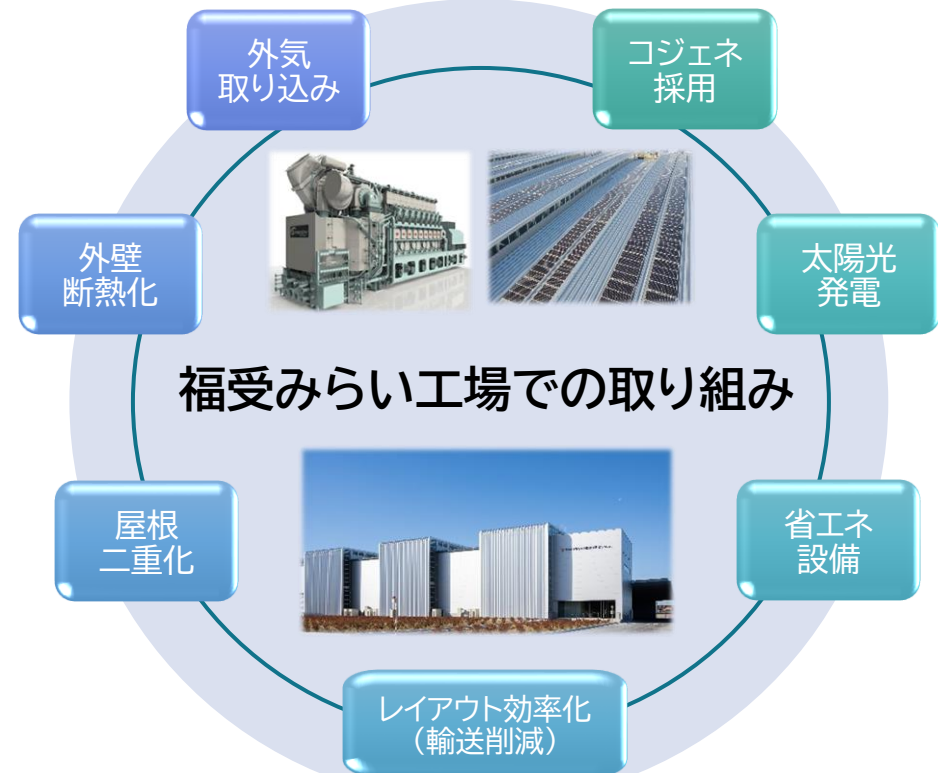 外気
取り込み
コジェネ
採用
外壁
断熱化
太陽光
発電
福受みらい工場での取り組み
屋根
二重化
省エネ
設備
レイアウト効率化
（輸送削減）